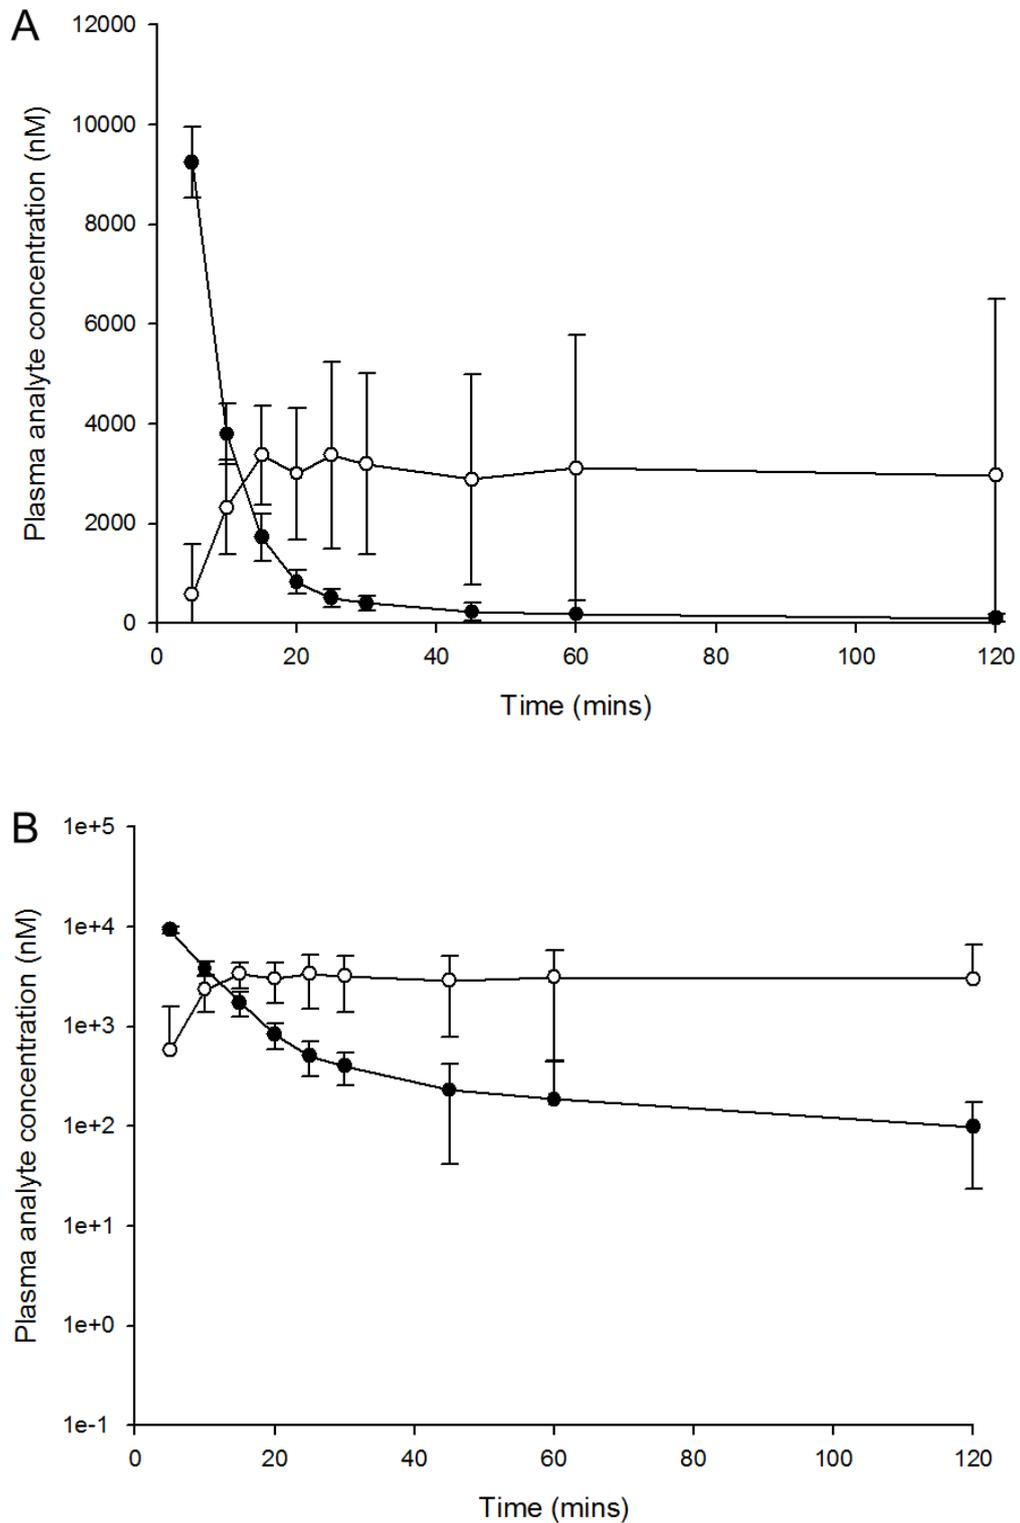 A
12000
10000
8000
6000
4000
2000
0
Plasma analyte concentration (nM)
0 20 40 60 80 100 120
Time (mins)
B
1e+5
1e+4
1e+3
1e+2
1e+1
1e+0
1e-1
Plasma analyte concentration (nM)
0 20 40 60 80 100 120
Time (mins)